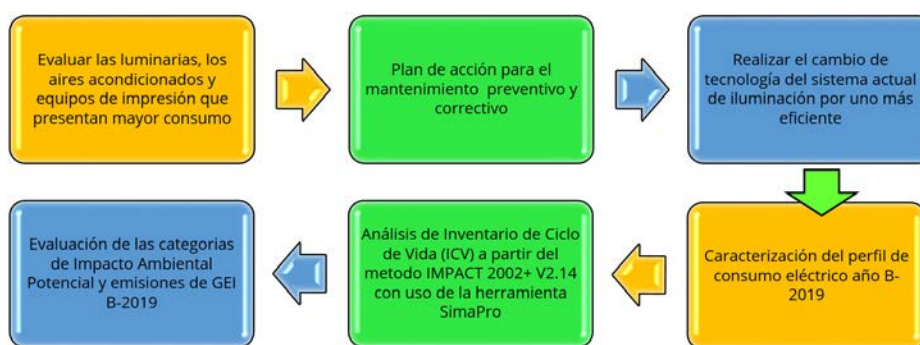 Evaluar las luminarias, los
aires acondicionados y
equipos de impresión que
presentan mayor consumo
Plan de acción para el
mantenimiento preventivo y
correctivo
Realizar el cambio de
tecnología del sistema actual
de iluminación por uno más
eficiente
Caracterización del perfil de
consumo eléctrico año B-
2019
Análisis de Inventario de Ciclo
de Vida (ICV) a partir del
metodo IMPACT 2002+ V2.14
con uso de la herramienta
SimaPro
Evaluación de las categorias
de Impacto Ambiental
Potencial y emisiones de GEI
B-2019